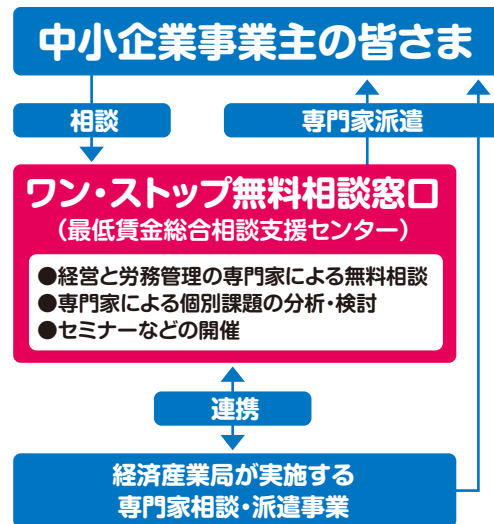 中小企業事業主の皆さま
相談
専門家派遣
ワン・ストップ無料相談窓口
（最低賃金総合相談支援センター）
●経営と労務管理の専門家による無料相談
●専門家による個別課題の分析・検討
●セミナーなどの開催
連携
経済産業局が実施する
専門家相談・派遣事業